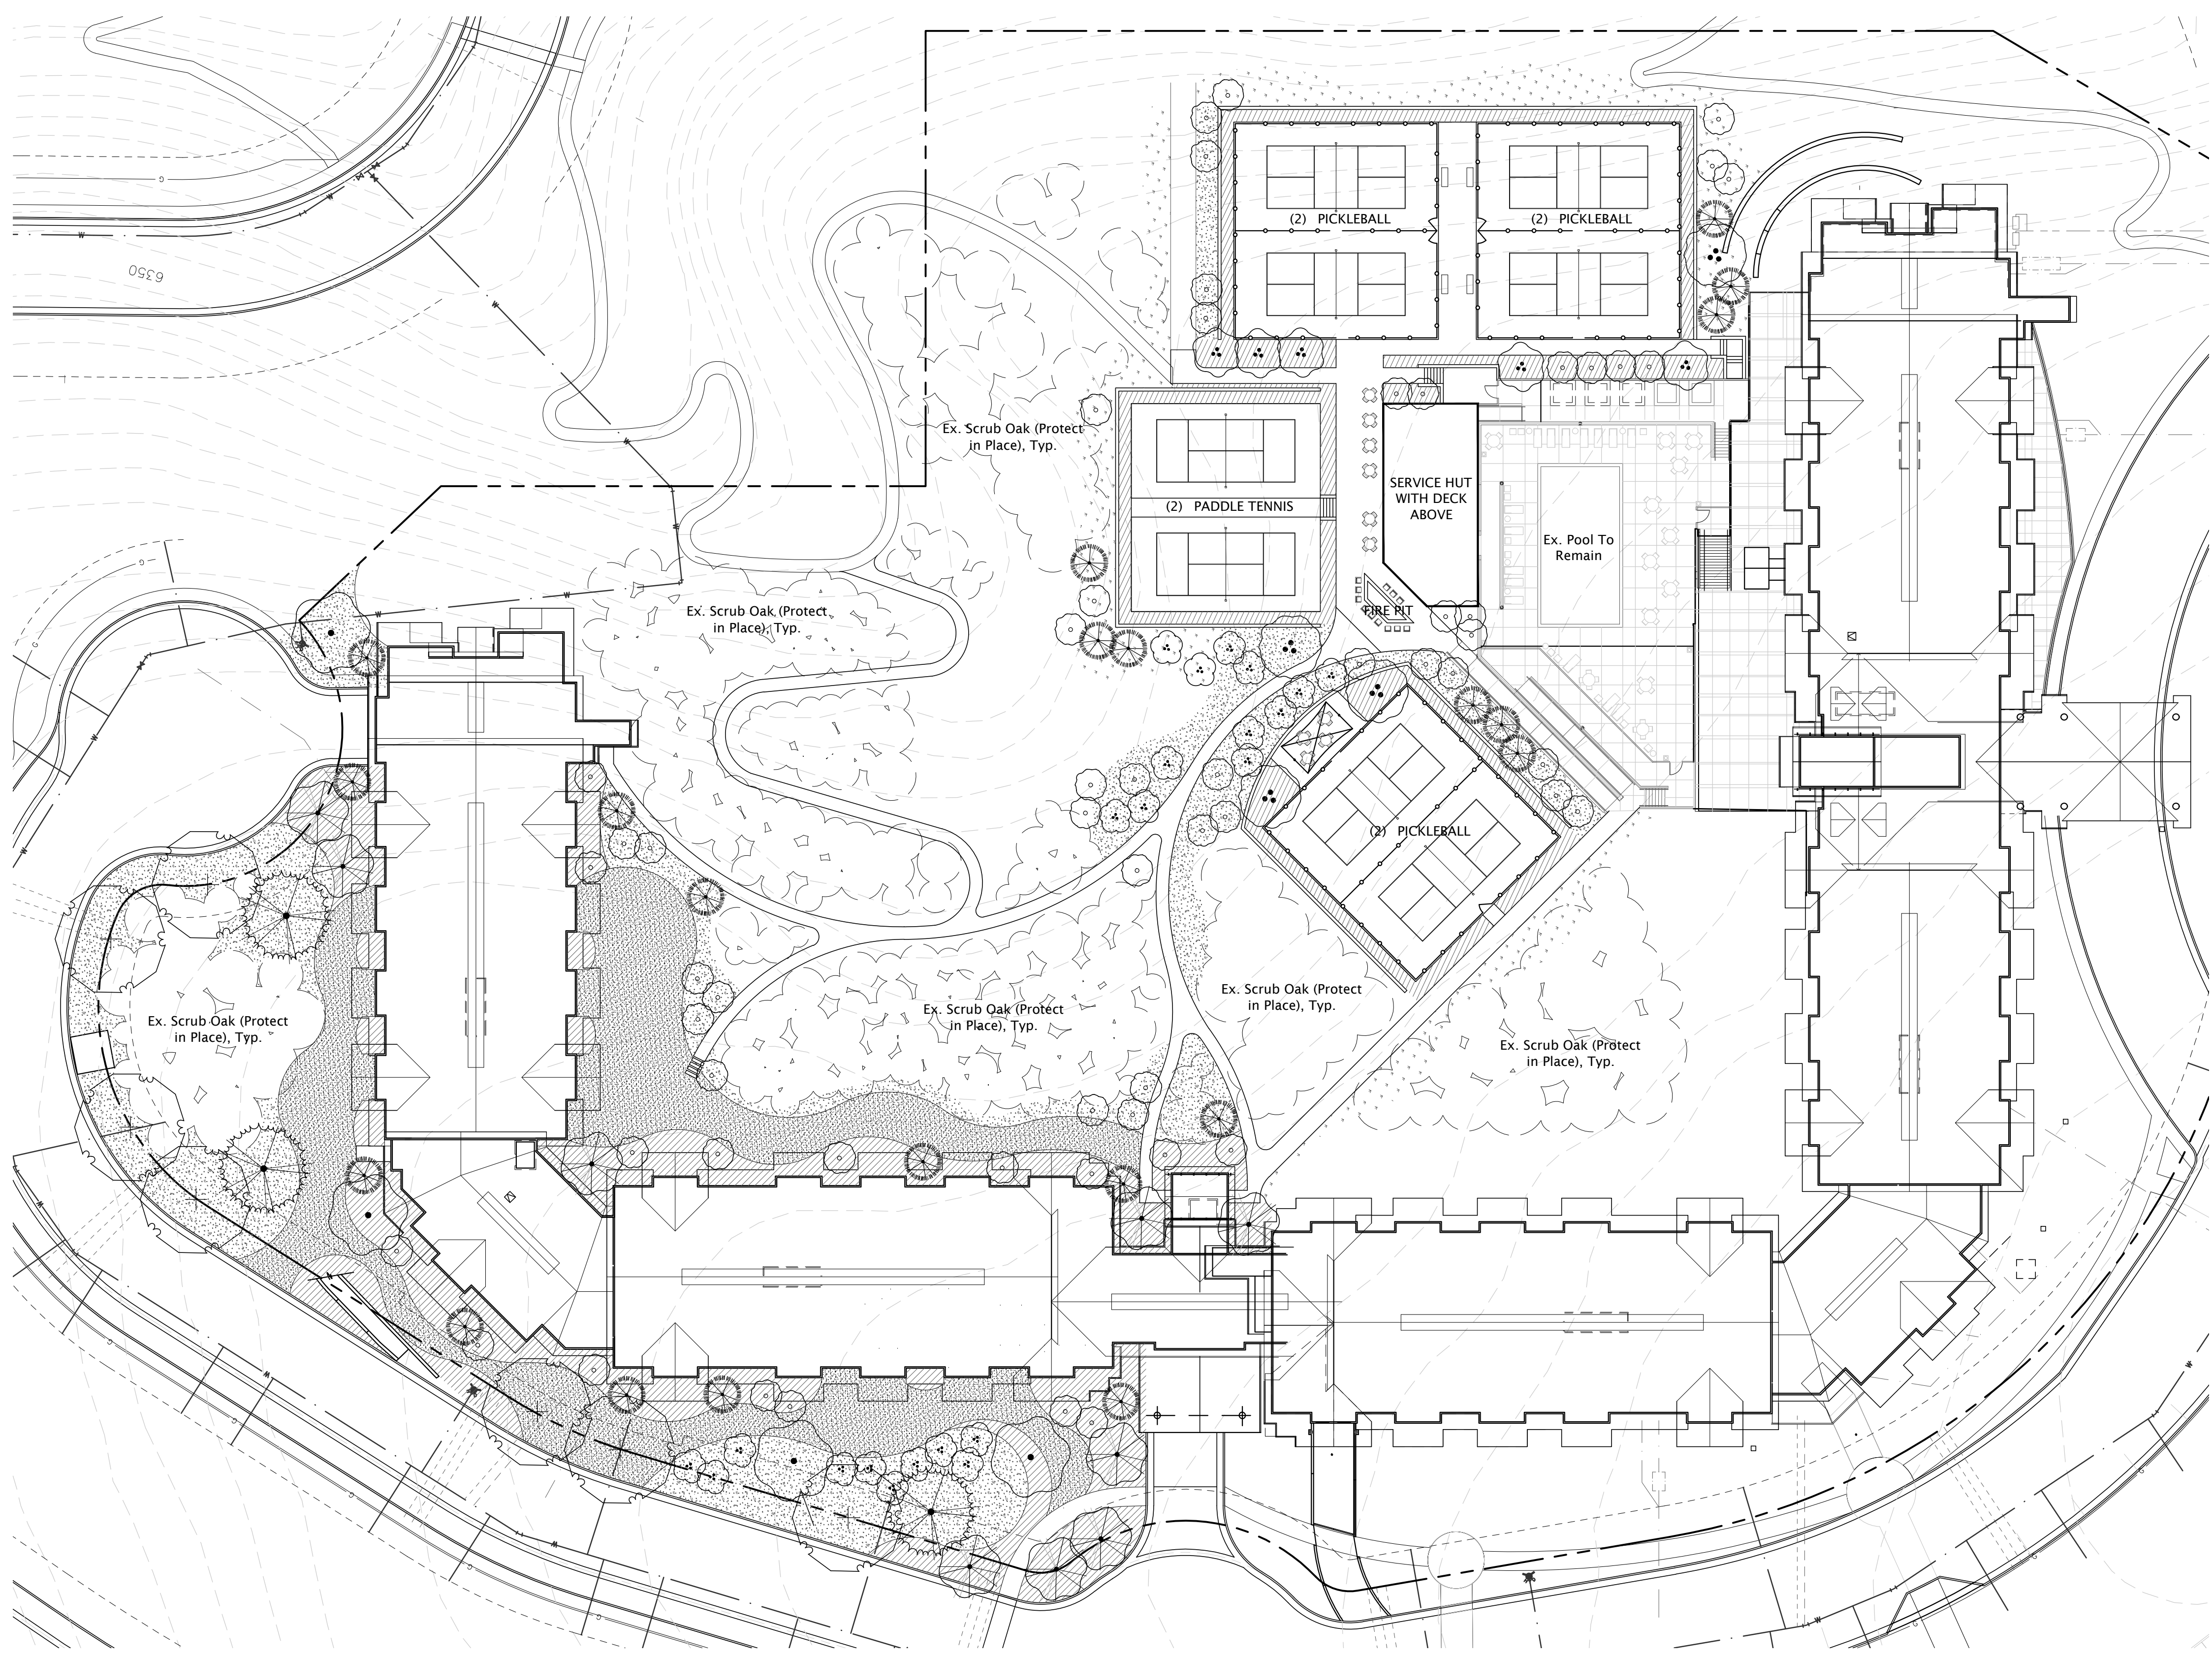 (2) PICKLEBALL
(2) PICKLEBALL
6350
Ex. Scrub Oak (Protect
in Place), Typ.
SERVICE HUT
WITH DECK
ABOVE
(2) PADDLE TENNIS
Ex. Pool To
Remain
FIRE PIT
Ex. Scrub Oak (Protect
in Place), Typ.
(2) PICKLEBALL
Ex. Scrub Oak (Protect
in Place), Typ.
Ex. Scrub Oak (Protect
in Place), Typ.
Ex. Scrub Oak (Protect
in Place), Typ.
Ex. Scrub Oak (Protect
in Place), Typ.
W
W
W
W
W
W
W
W
W
W
W
W
W
G
G
G